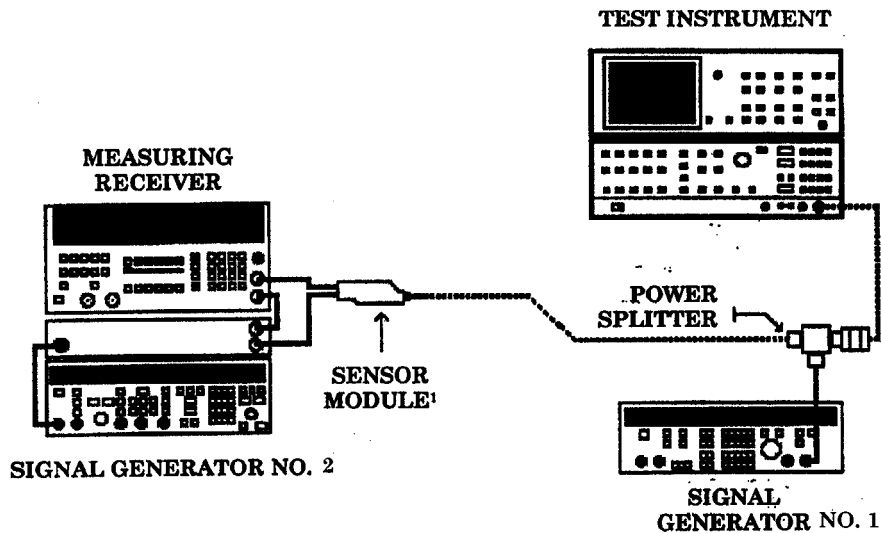 TEST INSTRUMENT
MEASURING
RECEIVER
POWER
SPLITTER
SENSOR
MODULE¹
SIGNAL GENERATOR NO. 2
SIGNAL
GENERATOR NO. 1